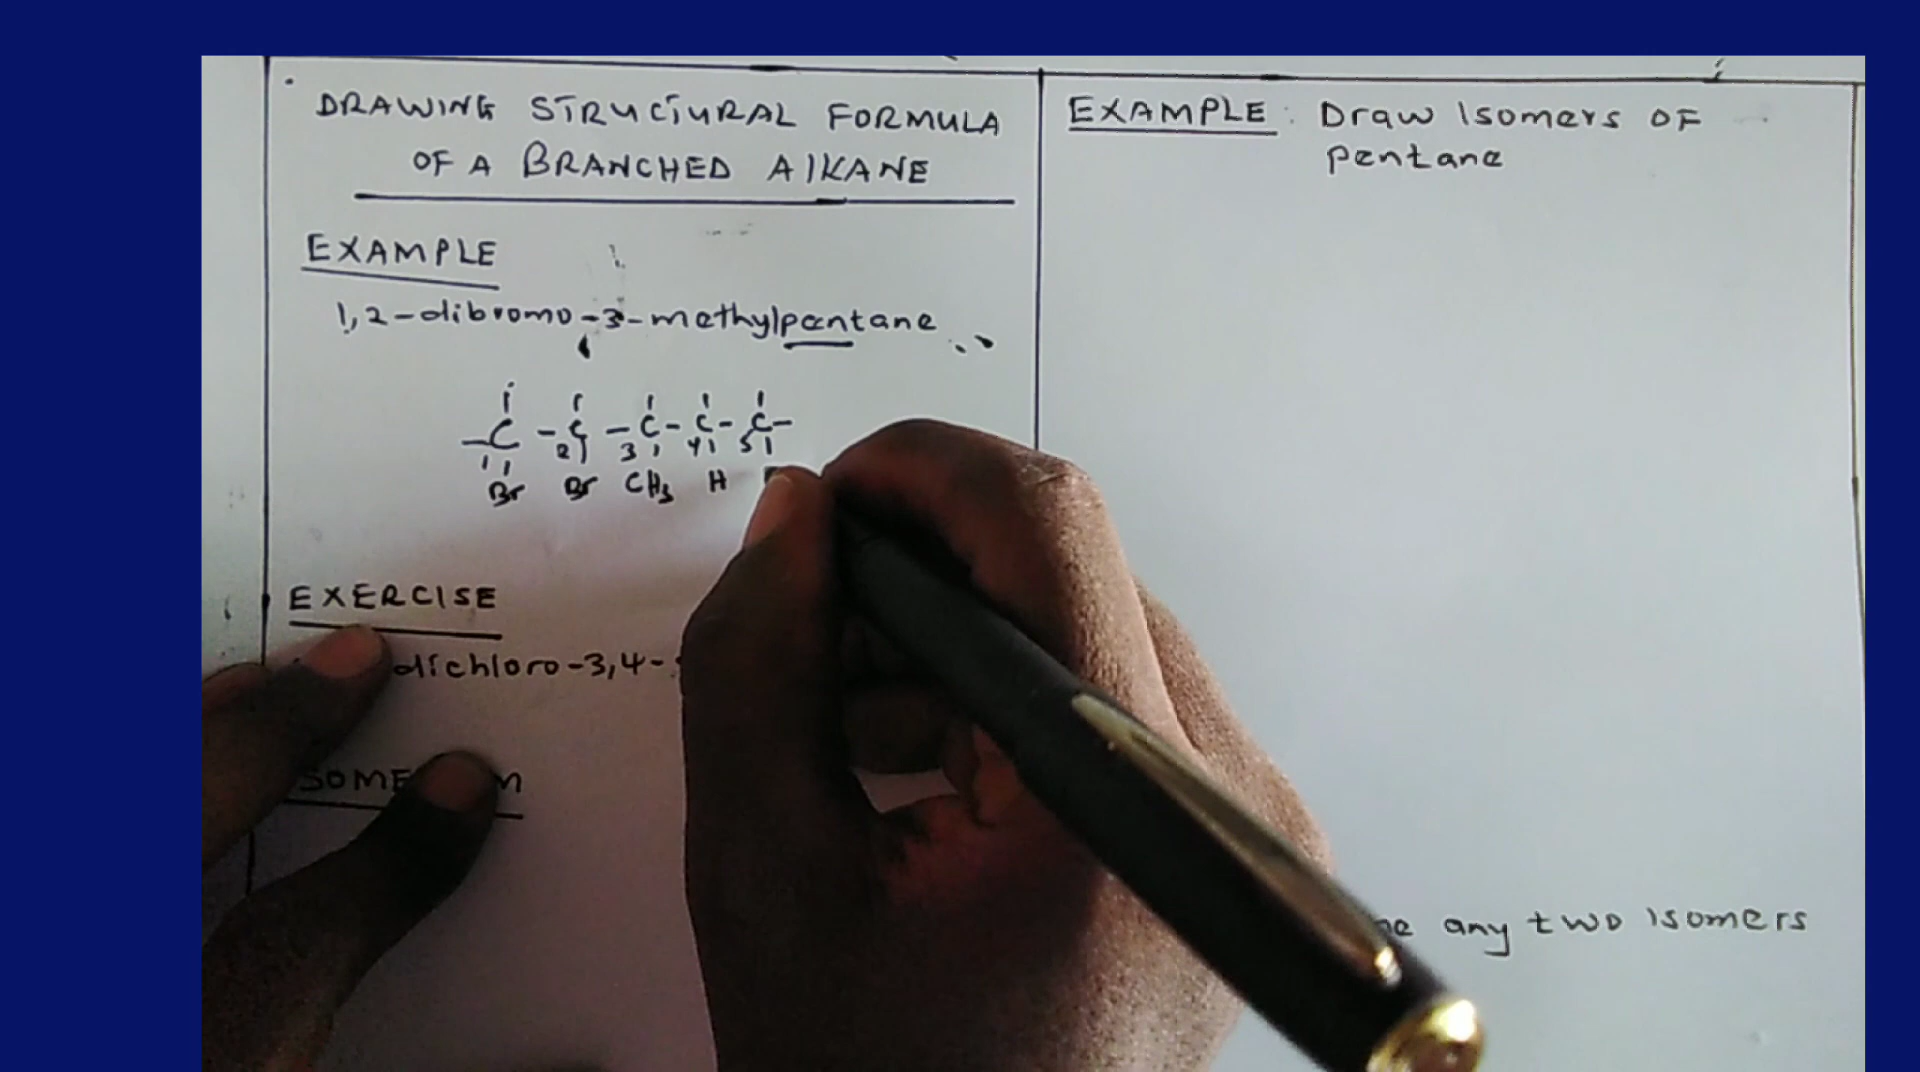 DRAWING STRUCTURAL FORMULA
OF A BRANCHED AlKANE
EXAMPLE
1,2-dibromo-3-methylpentane
-C-C-C-C-C-
1 2 3 4 5
Br Br CH3 H
EXERCISE
dichloro-3,4-
EXAMPLE: Draw Isomers OF
pentane
any two Isomers